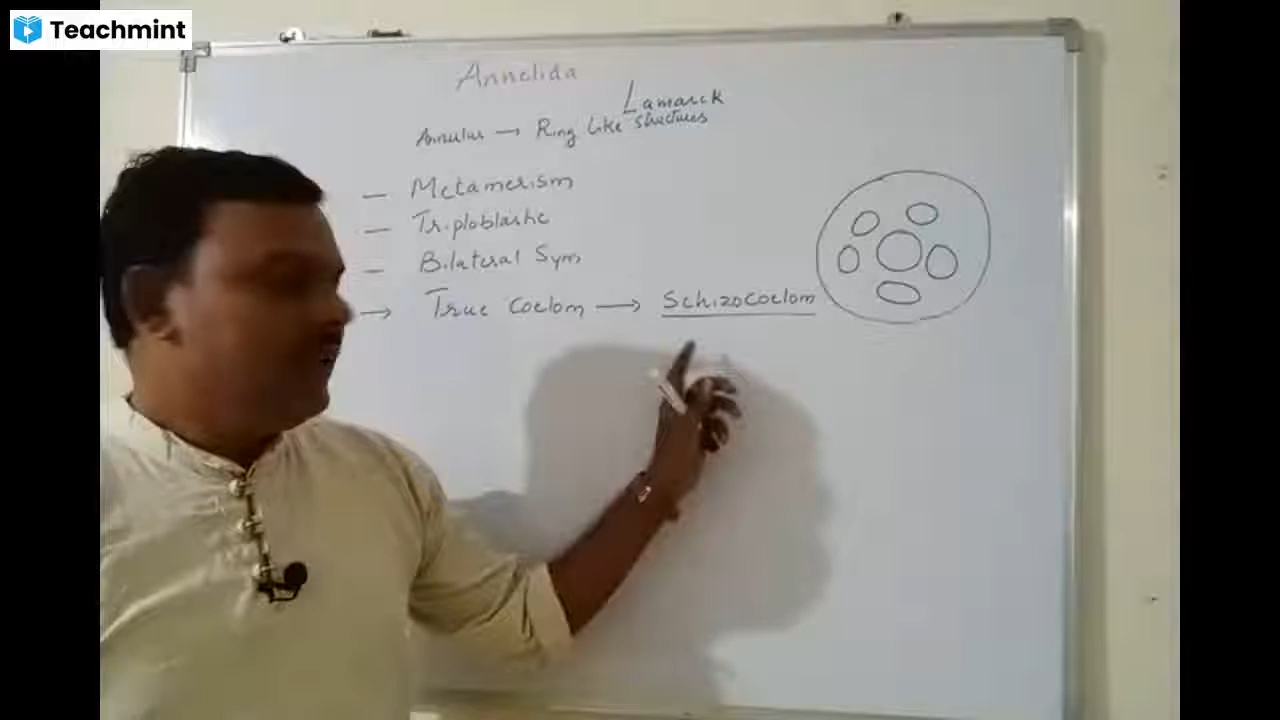 Teachmint
Annelida
Lamarck
Annulus → Ring Like structures
– Metamerism
– Triploblastic
– Bilateral Sym
→ True Coelom → Schizocoelom